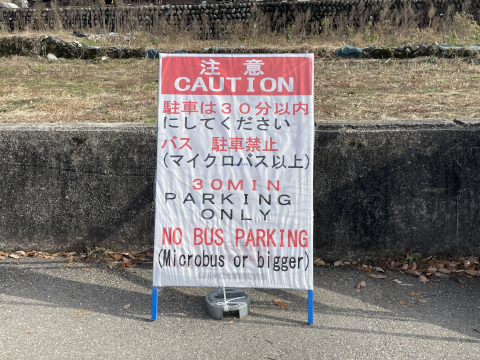 注意
CAUTION
駐車は30分以内
にしてください
バス 駐車禁止
(マイクロバス以上)
30MIN
PARKING
ONLY
NO BUS PARKING
(Microbus or bigger)